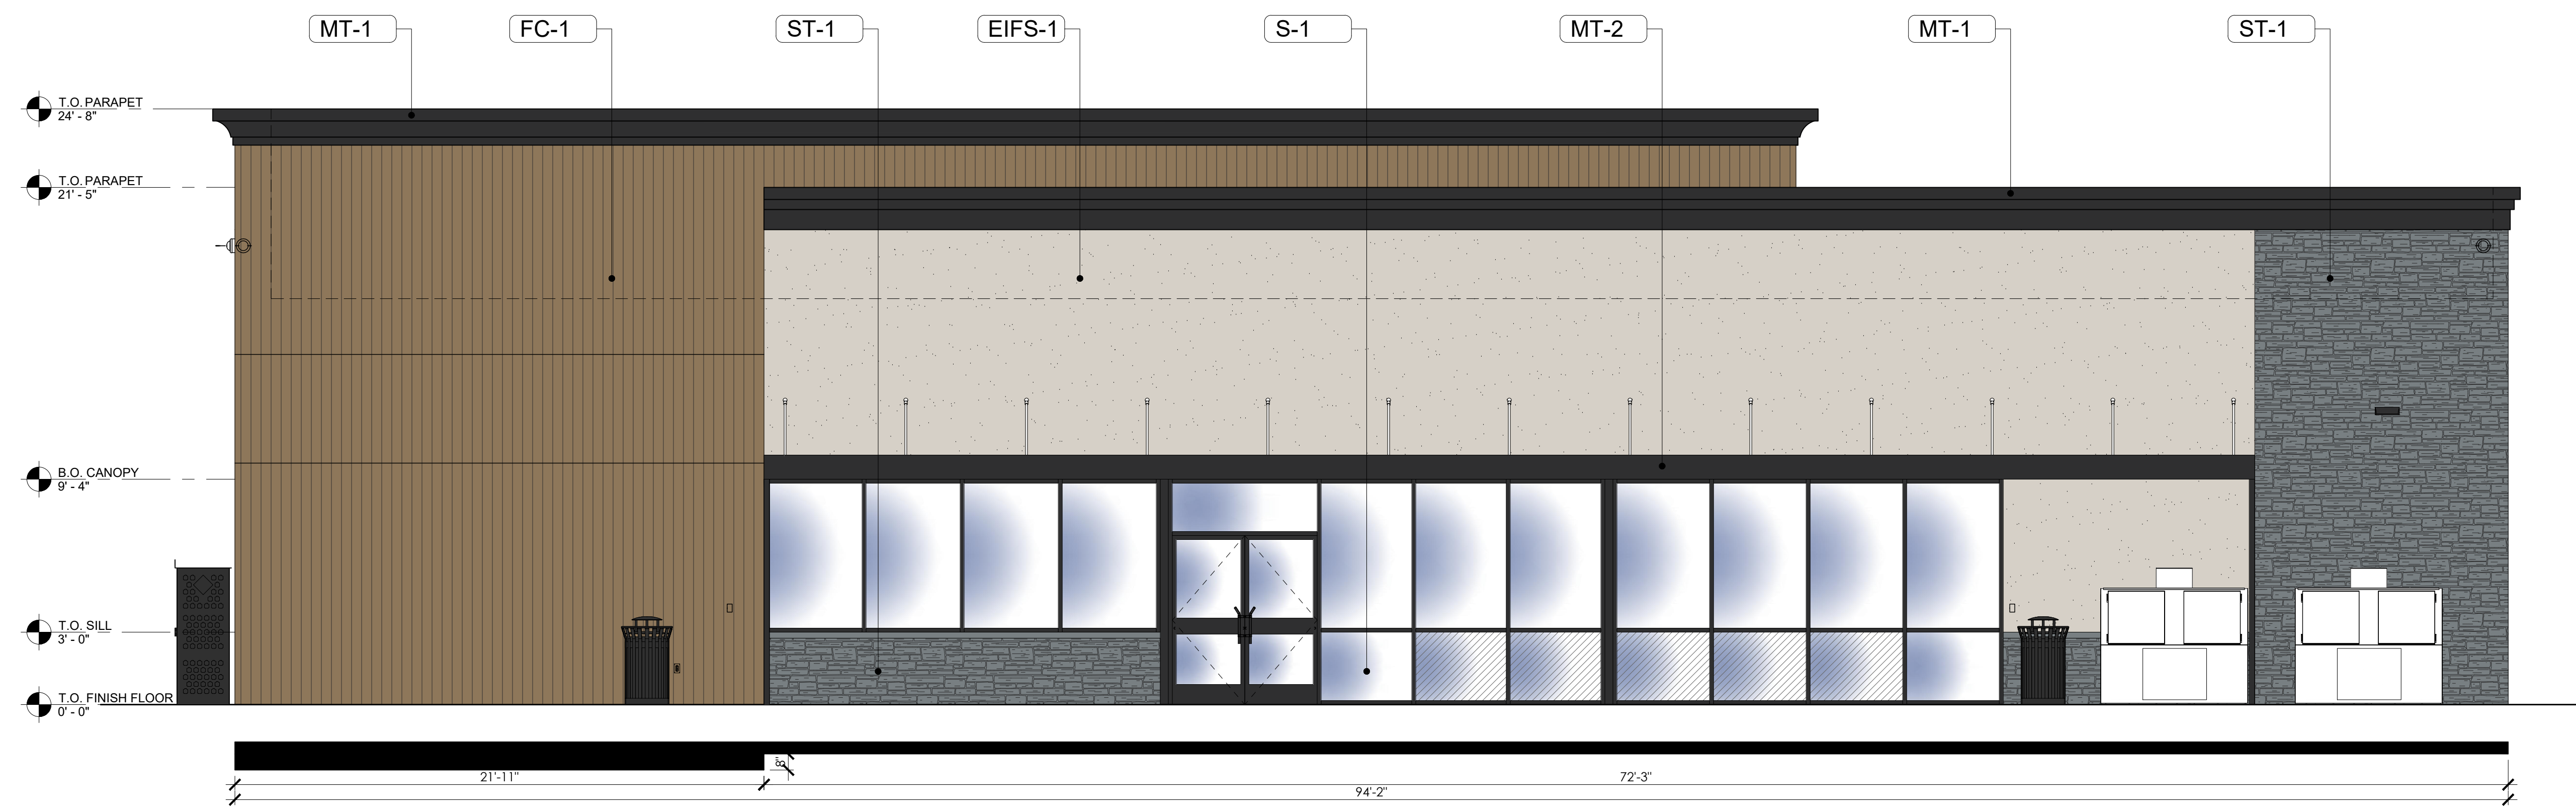 MT-1
FC-1
ST-1
EIFS-1
S-1
MT-2
MT-1
ST-1
T.O. PARAPET
24' - 8"
T.O. PARAPET
21' - 5"
B.O. CANOPY
9' - 4"
T.O. SILL
3' - 0"
T.O. FINISH FLOOR
0' - 0"
8"
21'-11"
72'-3"
94'-2"